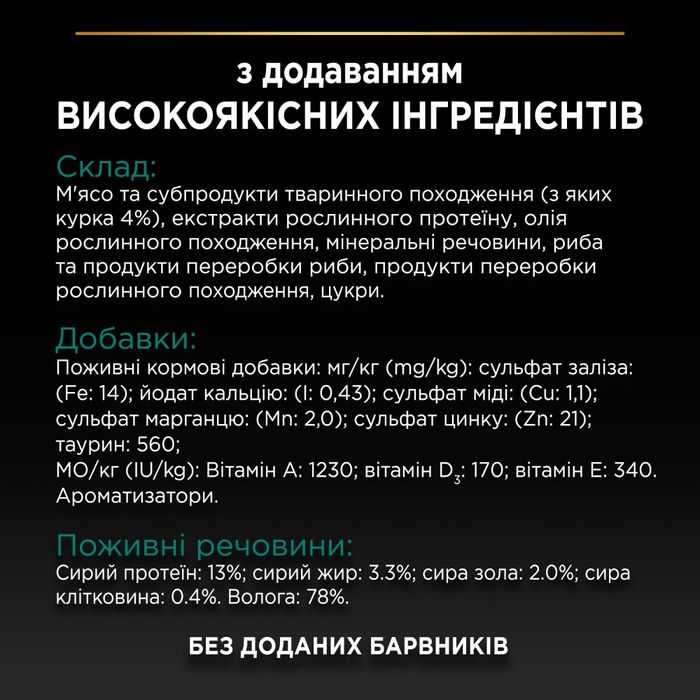 з додаванням
ВИСОКОЯКІСНИХ ІНГРЕДІЄНТІВ
Склад:
М'ясо та субпродукти тваринного походження (з яких
курка 4%), екстракти рослинного протеїну, олія
рослинного походження, мінеральні речовини, риба
та продукти переробки риби, продукти переробки
рослинного походження, цукри.
Добавки:
Поживні кормові добавки: мг/кг (mg/kg): сульфат заліза:
(Fe: 14); йодат кальцію: (I: 0,43); сульфат міді: (Cu: 1,1);
сульфат марганцю: (Mn: 2,0); сульфат цинку: (Zn: 21);
таурин: 560;
МО/кг (IU/kg): Вітамін А: 1230; вітамін D₃: 170; вітамін Е: 340.
Ароматизатори.
Поживні речовини:
Сирий протеїн: 13%; сирий жир: 3.3%; сира зола: 2.0%; сира
клітковина: 0.4%. Волога: 78%.
БЕЗ ДОДАНИХ БАРВНИКІВ